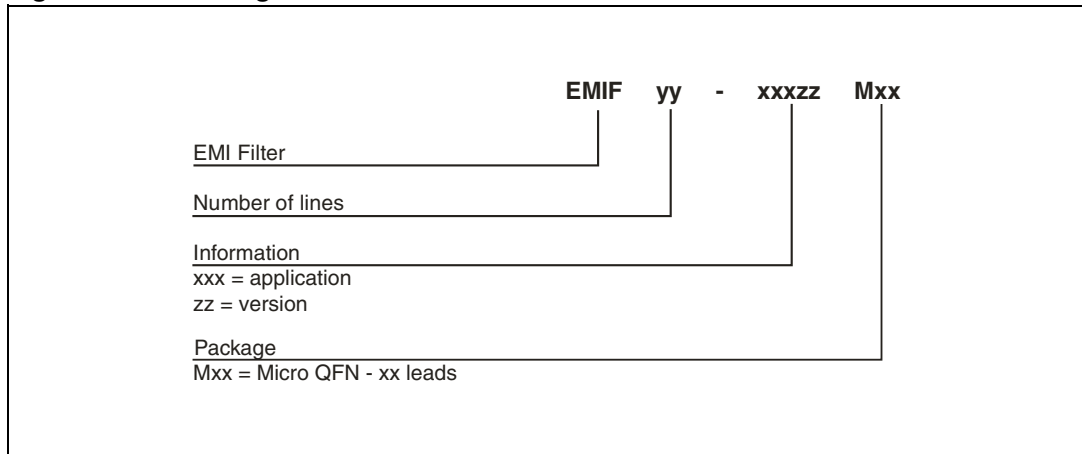 EMIF yy - xxxzz Mxx
EMI Filter
Number of lines
Information
xxx = application
zz = version
Package
Mxx = Micro QFN - xx leads